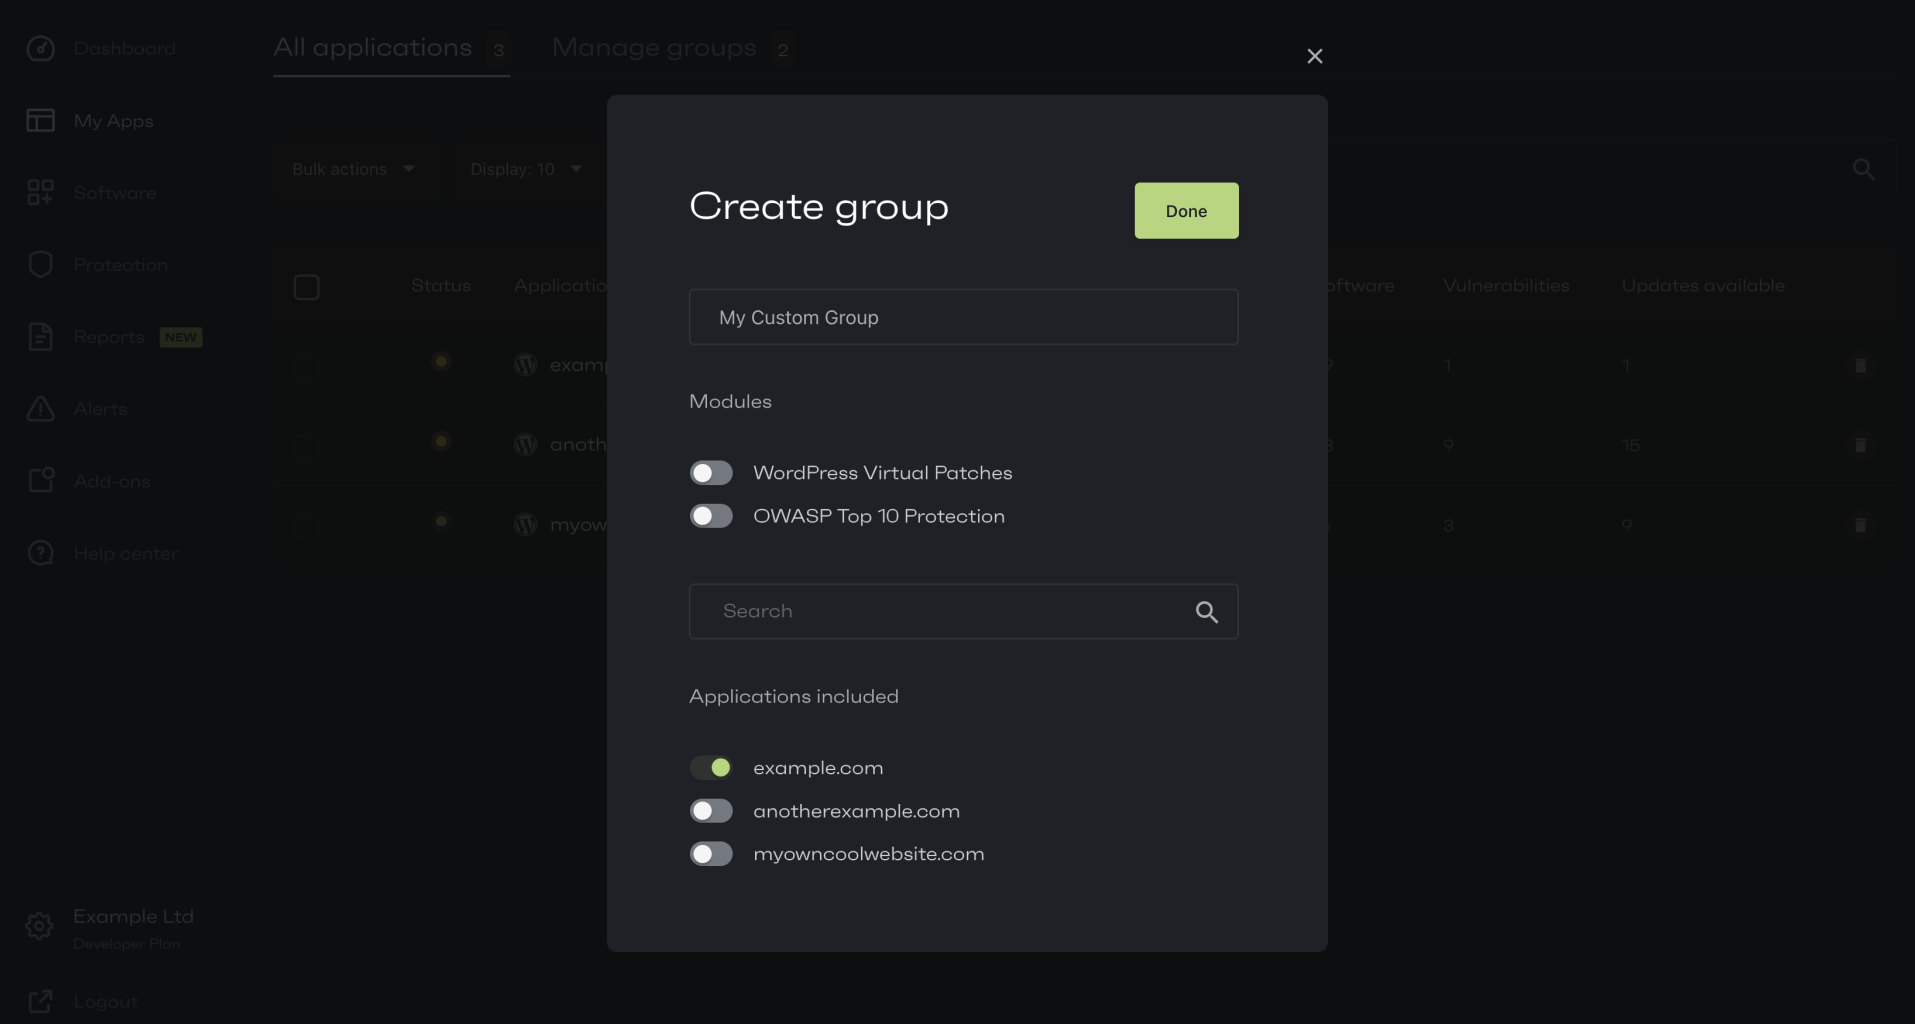 Dashboard
My Apps
Software
Protection
Reports NEW
Alerts
Add-ons
Help center
Example Ltd
Developer Plan
Logout
All applications 3 Manage groups 2
Bulk actions Display: 10
Status Applicatio oftware Vulnerabilities Updates available
examp 9 1 1
anoth 3 9 15
myow 3 9
Create group Done
My Custom Group
Modules
WordPress Virtual Patches
OWASP Top 10 Protection
Search
Applications included
example.com
anotherexample.com
myowncoolwebsite.com